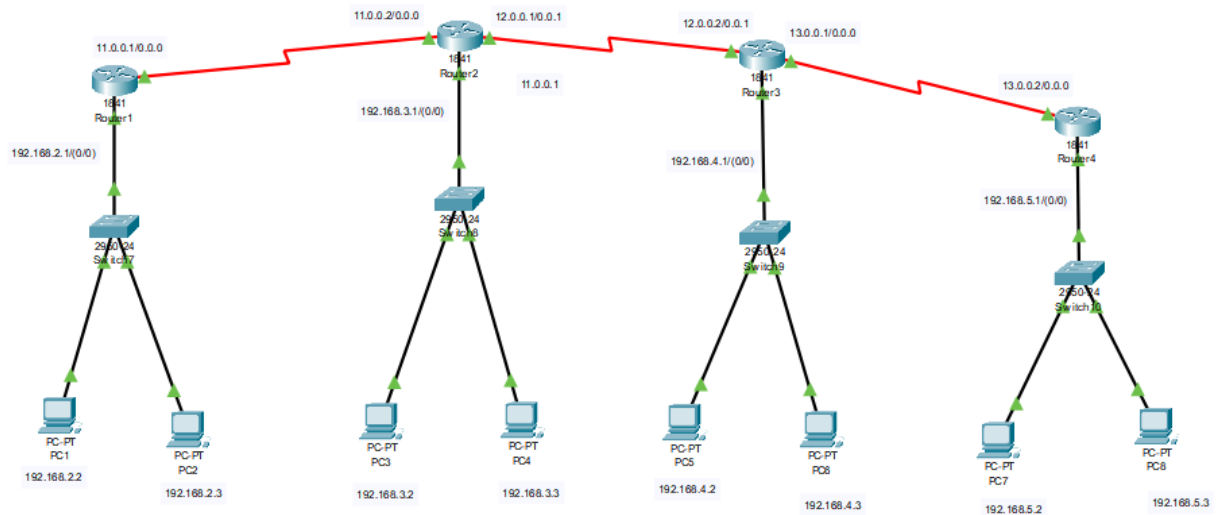 11.0.0.1/0.0.0
1841
Router1
192.168.2.1/(0/0)
2950-24
Switch7
PC-PT
PC1
192.168.2.2
PC-PT
PC2
192.168.2.3
11.0.0.2/0.0.0
12.0.0.1/0.0.1
1841
Router2
11.0.0.1
192.168.3.1/(0/0)
2950-24
Switch8
PC-PT
PC3
192.168.3.2
PC-PT
PC4
192.168.3.3
12.0.0.2/0.0.1
13.0.0.1/0.0.0
1841
Router3
192.168.4.1/(0/0)
2950-24
Switch9
PC-PT
PC5
192.168.4.2
PC-PT
PC6
192.168.4.3
13.0.0.2/0.0.0
1841
Router4
192.168.5.1/(0/0)
2950-24
Switch10
PC-PT
PC7
192.168.5.2
PC-PT
PC8
192.168.5.3